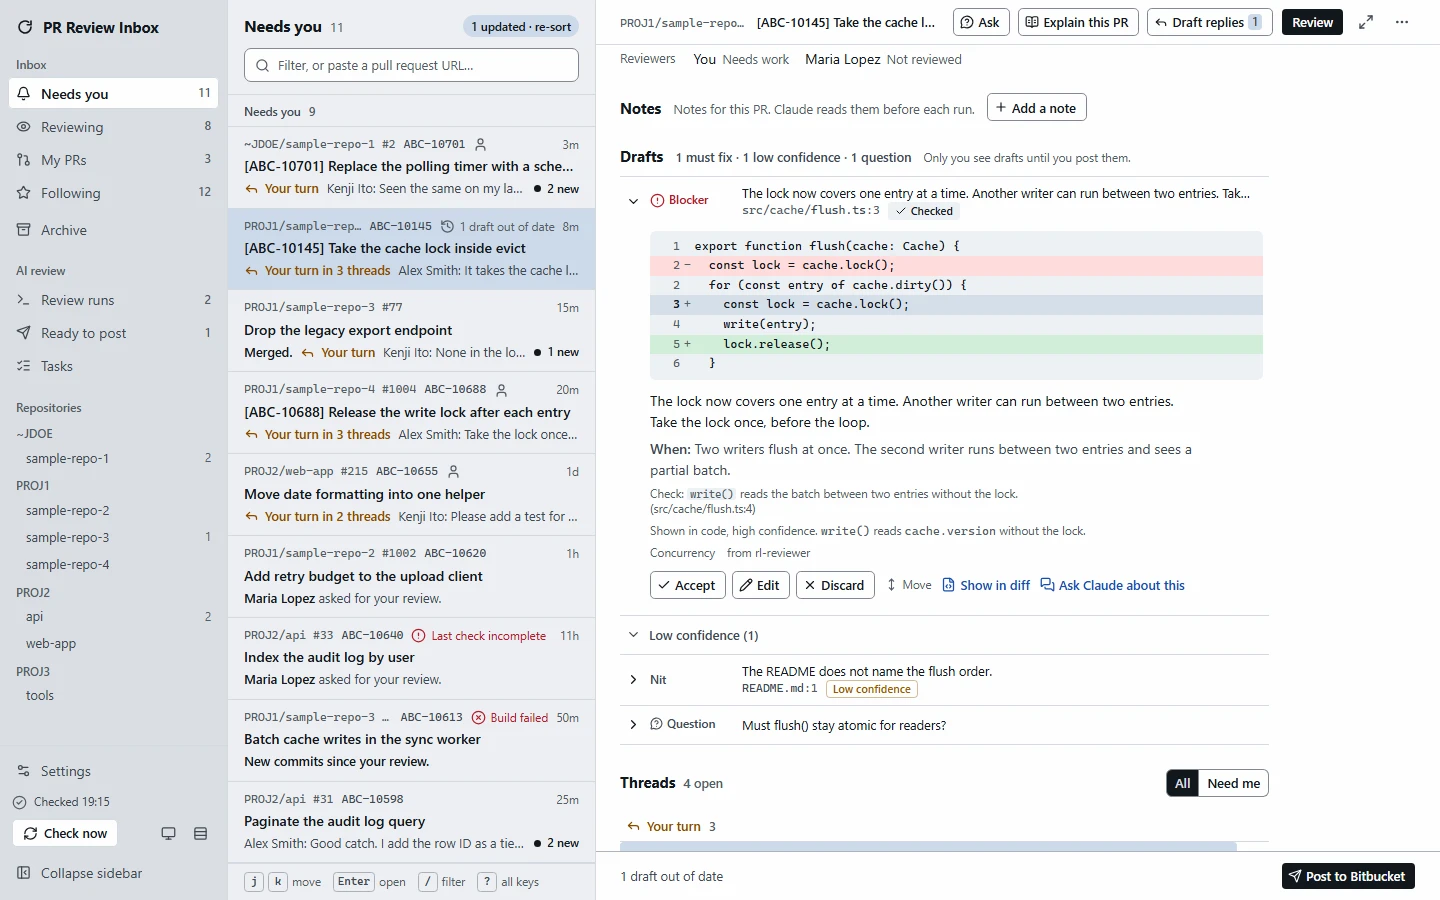 PR Review Inbox
Inbox
Needs you 11
Reviewing 8
My PRs 3
Following 12
Archive
AI review
Review runs 2
Ready to post 1
Tasks
Repositories
~JDOE
sample-repo-1 2
PROJ1
sample-repo-2
sample-repo-3 1
sample-repo-4
PROJ2
api 2
web-app
PROJ3
tools
Settings
Checked 19:15
Check now
Collapse sidebar
Needs you 11
1 updated · re-sort
Filter, or paste a pull request URL...
Needs you 9
~JDOE/sample-repo-1 #2 ABC-10701 3m
[ABC-10701] Replace the polling timer with a sche...
Your turn Kenji Ito: Seen the same on my la... 2 new
PROJ1/sample-rep... ABC-10145 1 draft out of date 8m
[ABC-10145] Take the cache lock inside evict
Your turn in 3 threads Alex Smith: It takes the cache l...
PROJ1/sample-repo-3 #77 15m
Drop the legacy export endpoint
Merged. Your turn Kenji Ito: None in the lo... 1 new
PROJ1/sample-repo-4 #1004 ABC-10688 20m
[ABC-10688] Release the write lock after each entry
Your turn in 3 threads Alex Smith: Take the lock once...
PROJ2/web-app #215 ABC-10655 1d
Move date formatting into one helper
Your turn in 2 threads Kenji Ito: Please add a test for ...
PROJ1/sample-repo-2 #1002 ABC-10620 1h
Add retry budget to the upload client
Maria Lopez asked for your review.
PROJ2/api #33 ABC-10640 Last check incomplete 11h
Index the audit log by user
Maria Lopez asked for your review.
PROJ1/sample-repo-3 ... ABC-10613 Build failed 50m
Batch cache writes in the sync worker
New commits since your review.
PROJ2/api #31 ABC-10598 25m
Paginate the audit log query
Alex Smith: Good catch. I add the row ID as a tie... 2 new
j k move Enter open / filter ? all keys
PROJ1/sample-repo... [ABC-10145] Take the cache l... Ask Explain this PR Draft replies 1 Review
Reviewers You Needs work Maria Lopez Not reviewed
Notes Notes for this PR. Claude reads them before each run. + Add a note
Drafts 1 must fix · 1 low confidence · 1 question Only you see drafts until you post them.
Blocker The lock now covers one entry at a time. Another writer can run between two entries. Tak...
src/cache/flush.ts:3 Checked
1 export function flush(cache: Cache) {
2 - const lock = cache.lock();
2 for (const entry of cache.dirty()) {
3 + const lock = cache.lock();
4 write(entry);
5 + lock.release();
6 }
The lock now covers one entry at a time. Another writer can run between two entries.
Take the lock once, before the loop.
When: Two writers flush at once. The second writer runs between two entries and sees a
partial batch.
Check: write() reads the batch between two entries without the lock.
(src/cache/flush.ts:4)
Shown in code, high confidence. write() reads cache.version without the lock.
Concurrency from rl-reviewer
Accept Edit Discard Move Show in diff Ask Claude about this
Low confidence (1)
Nit The README does not name the flush order.
README.md:1 Low confidence
Question Must flush() stay atomic for readers?
Threads 4 open All Need me
Your turn 3
1 draft out of date Post to Bitbucket